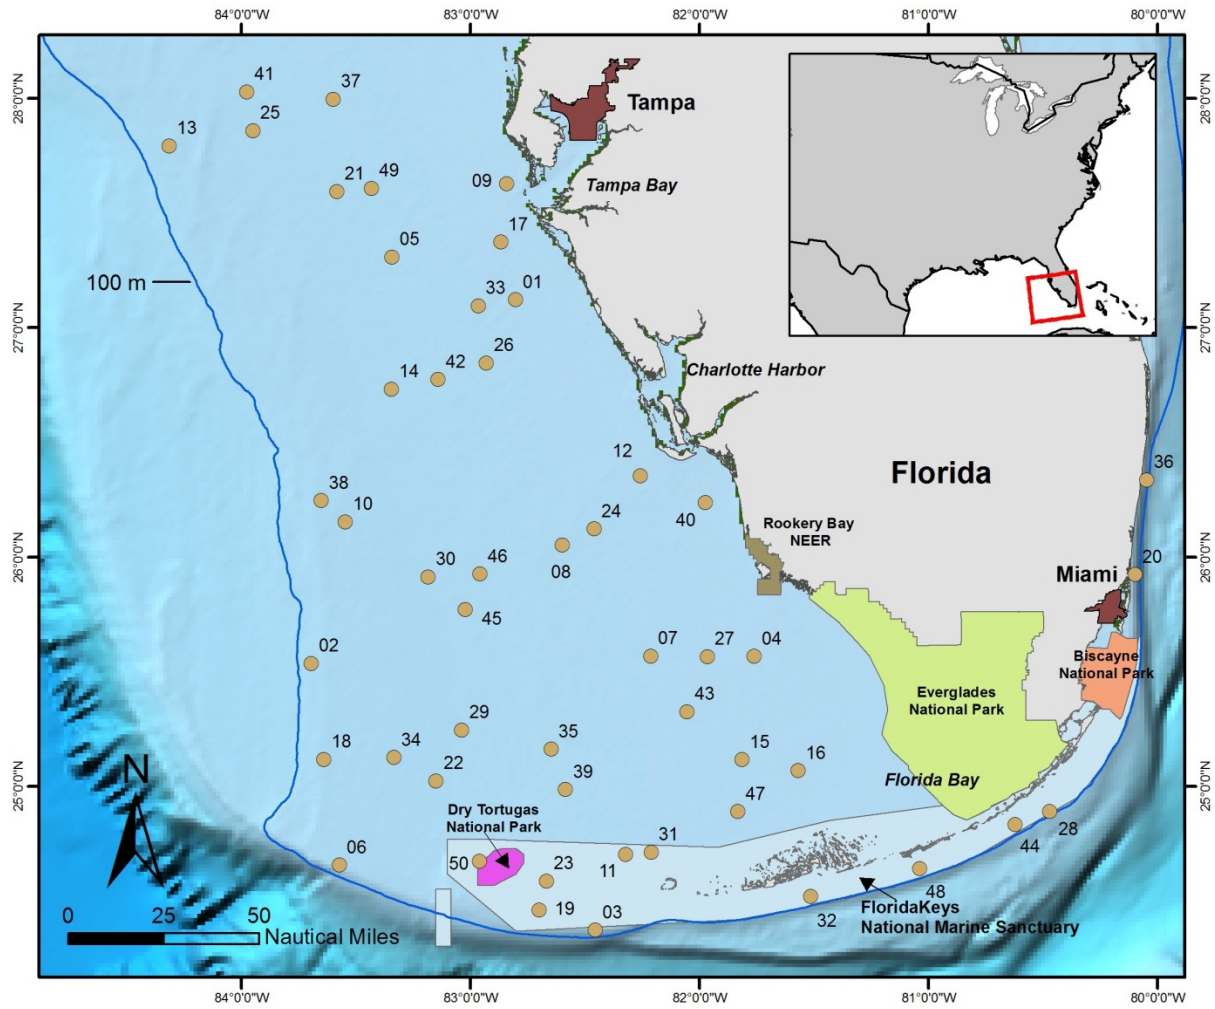 84°0'0"W 83°0'0"W 82°0'0"W 81°0'0"W 80°0'0"W
28°0'0"N
28°0'0"N
41
37
25
13
Tampa
21
49
09
Tampa Bay
17
05
100 m
33
01
27°0'0"N
27°0'0"N
26
42
14
Charlotte Harbor
12
Florida
36
38
10
24
40
Rookery Bay
NEER
08
46
30
45
26°0'0"N
26°0'0"N
20
Miami
02
07
27
04
Biscayne
National Park
Everglades
National Park
43
29
35
18
34
22
39
15
16
Florida Bay
47
25°0'0"N
25°0'0"N
N
Dry Tortugas
National Park
31
28
44
06
50
23
11
48
19
03
32
FloridaKeys
National Marine Sanctuary
0 25 50
Nautical Miles
84°0'0"W 83°0'0"W 82°0'0"W 81°0'0"W 80°0'0"W